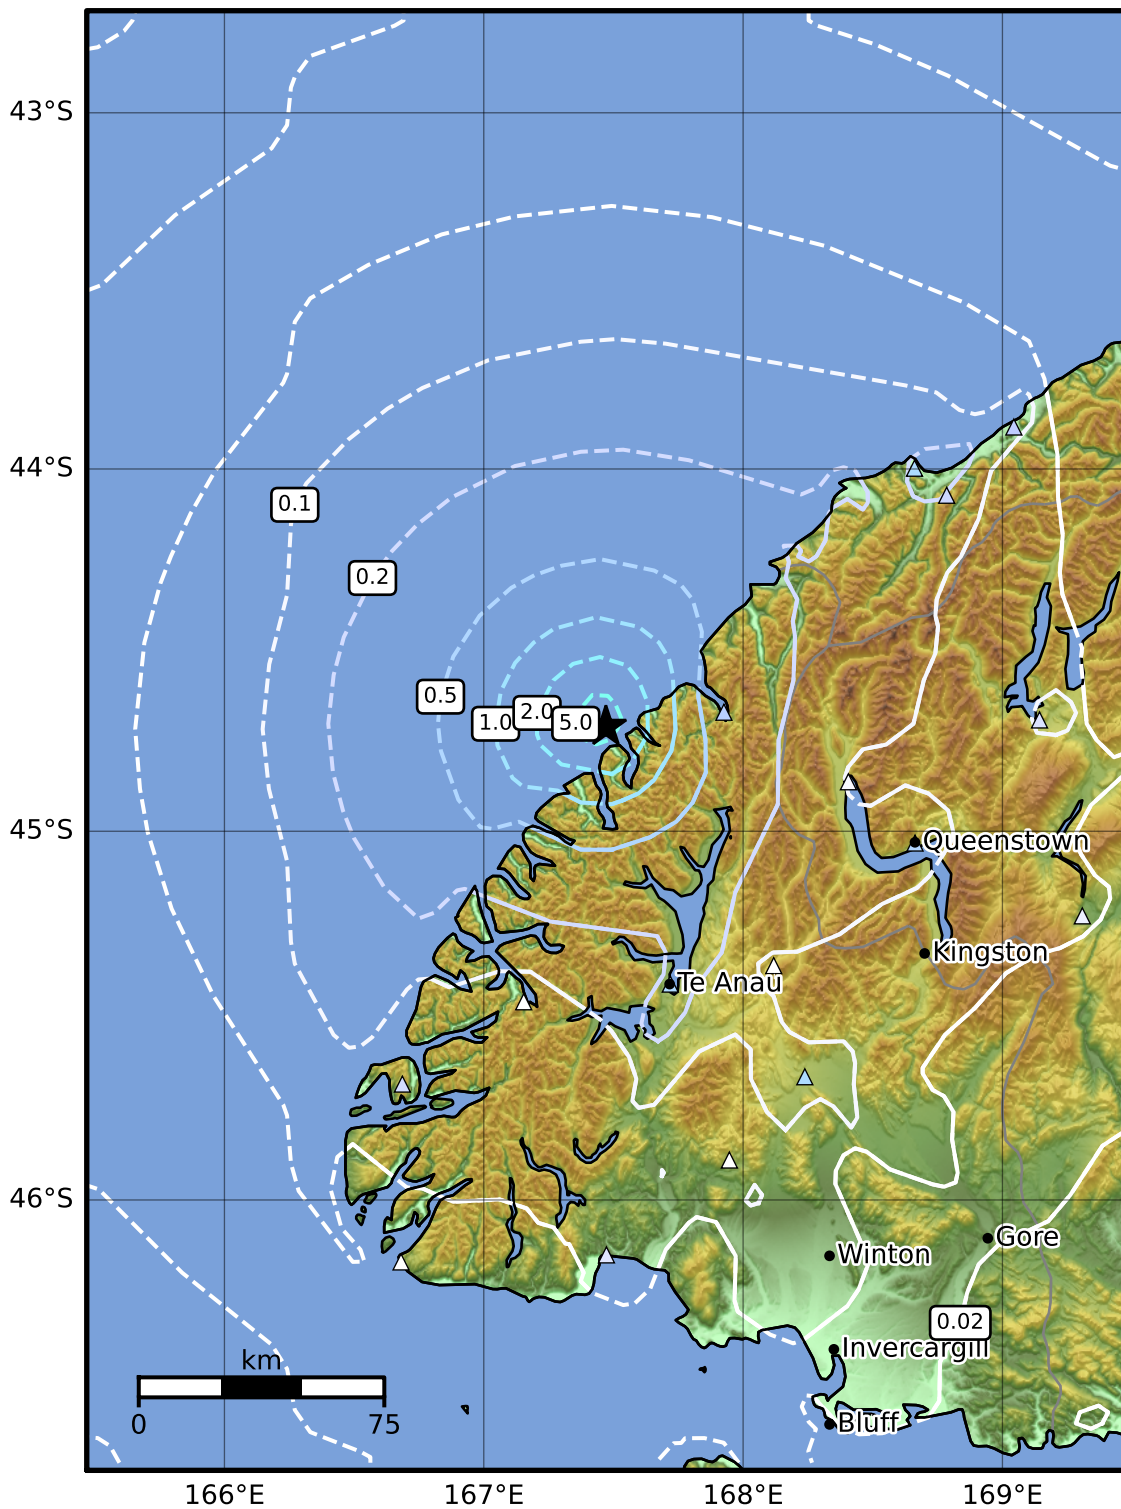 43°S
44°S
0.1
0.2
0.5
1.0
2.0
5.0
45°S
Queenstown
Kingston
Te Anau
46°S
Gore
Winton
0.02
Invercargill
km
0
75
Bluff
166°E
167°E
168°E
169°E